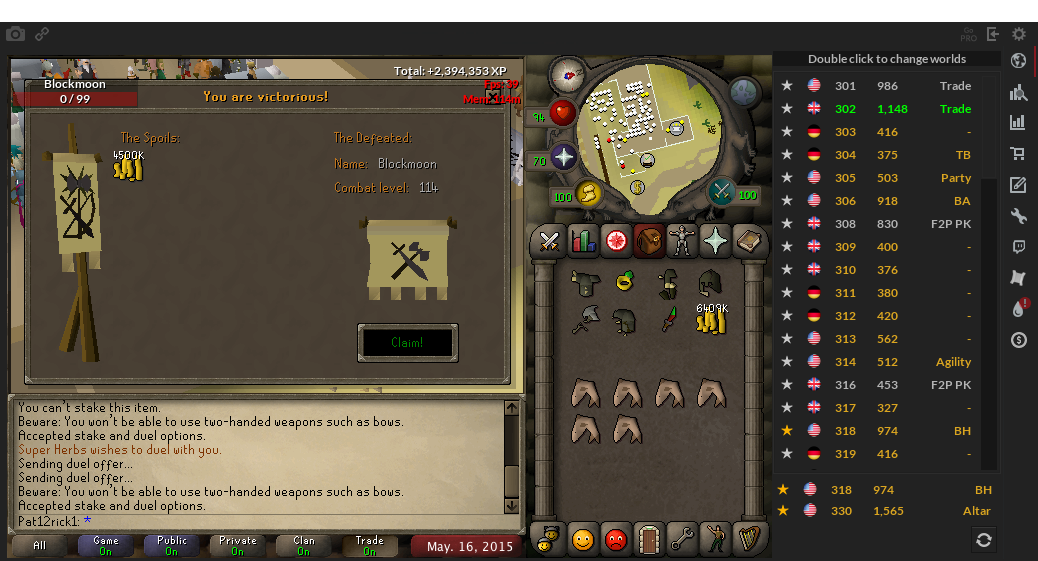 Go
PRO
Total: +2,394,353 XP
Blockmoon
0 / 99
You are victorious!
Fps: 39
The Spoils:
4500K
The Defeated:
Name: Blockmoon
Combat level: 114
Claim!
94
70
100
100
6409K
You can't stake this item.
Beware: You won't be able to use two-handed weapons such as bows.
Accepted stake and duel options.
Super Herbs wishes to duel with you.
Sending duel offer...
Sending duel offer...
Beware: You won't be able to use two-handed weapons such as bows.
Accepted stake and duel options.
Pat12rick1: *
All
Game
On
Public
On
Private
On
Clan
On
Trade
On
May. 16, 2015
Double click to change worlds
301 986 Trade
302 1,148 Trade
303 416 -
304 375 TB
305 503 Party
306 918 BA
308 830 F2P PK
309 400 -
310 376 -
311 380 -
312 420 -
313 562 -
314 512 Agility
316 453 F2P PK
317 327 -
318 974 BH
319 416 -
318 974 BH
330 1,565 Altar